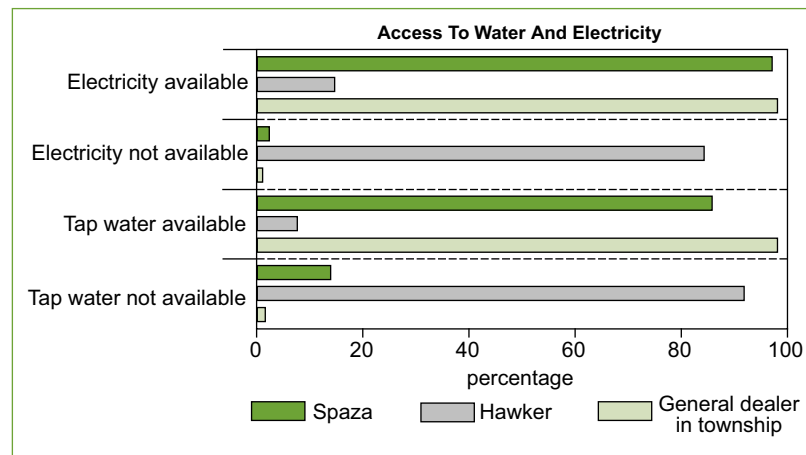 Access To Water And Electricity
Electricity available
Electricity not available
Tap water available
Tap water not available
0 20 40 60 80 100
percentage
Spaza Hawker General dealer
in township